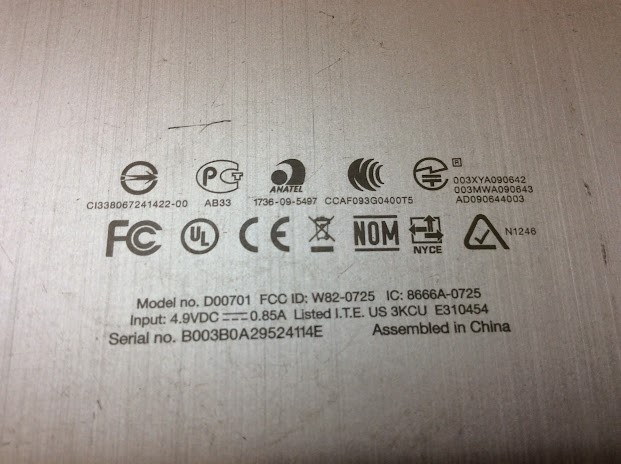 PCT
ANATEL
R
CI338067241422-00
AB33
1736-09-5497
CCAF093G0400T5
003XYA090642
003MWA090643
AD090644003
FC
UL
CE
NOM
NYCE
N1246
Model no. D00701 FCC ID: W82-0725 IC: 8666A-0725
Input: 4.9VDC 0.85A Listed I.T.E. US 3KCU E310454
Serial no. B003B0A29524114E Assembled in China